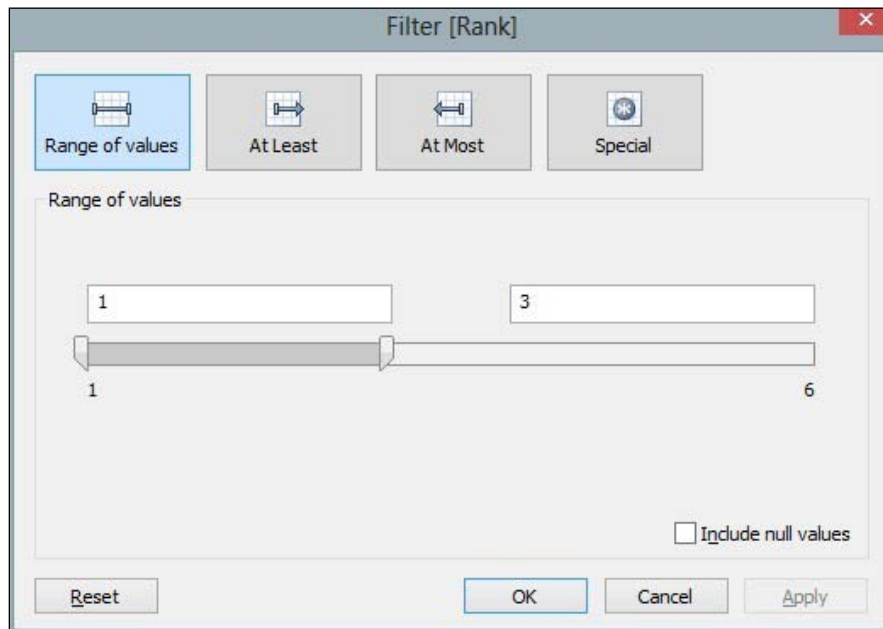 Filter [Rank]
Range of values
At Least
At Most
Special
Range of values
1
3
1
6
Include null values
Reset
OK
Cancel
Apply